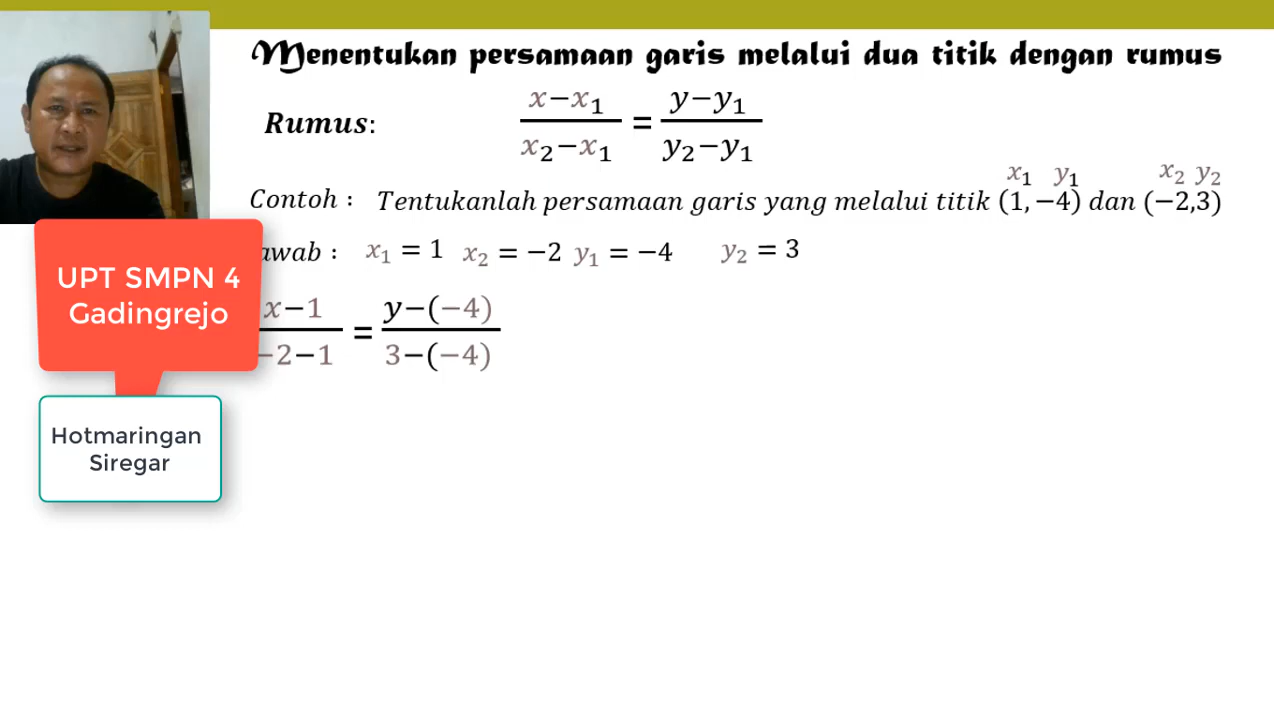 Menentukan persamaan garis melalui dua titik dengan rumus
Rumus: x−x₁ / x₂−x₁ = y−y₁ / y₂−y₁
x₁ y₁ x₂ y₂
Contoh : Tentukanlah persamaan garis yang melalui titik (1,−4) dan (−2,3)
awab : x₁ = 1 x₂ = −2 y₁ = −4 y₂ = 3
x−1 / −2−1 = y−(−4) / 3−(−4)
UPT SMPN 4
Gadingrejo
Hotmaringan
Siregar